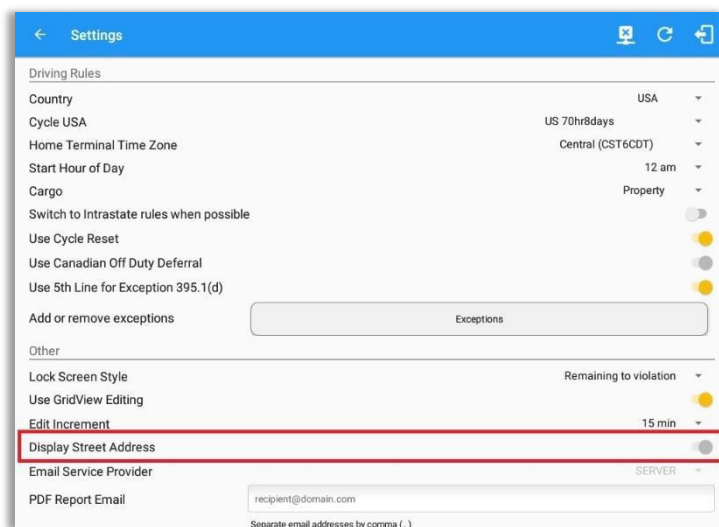 Settings
Driving Rules
Country USA
Cycle USA US 70hr8days
Home Terminal Time Zone Central (CST6CDT)
Start Hour of Day 12 am
Cargo Property
Switch to Intrastate rules when possible
Use Cycle Reset
Use Canadian Off Duty Deferral
Use 5th Line for Exception 395.1(d)
Add or remove exceptions Exceptions
Other
Lock Screen Style Remaining to violation
Use GridView Editing
Edit Increment 15 min
Display Street Address
Email Service Provider SERVER
PDF Report Email recipient@domain.com
Separate email addresses by comma ( , )